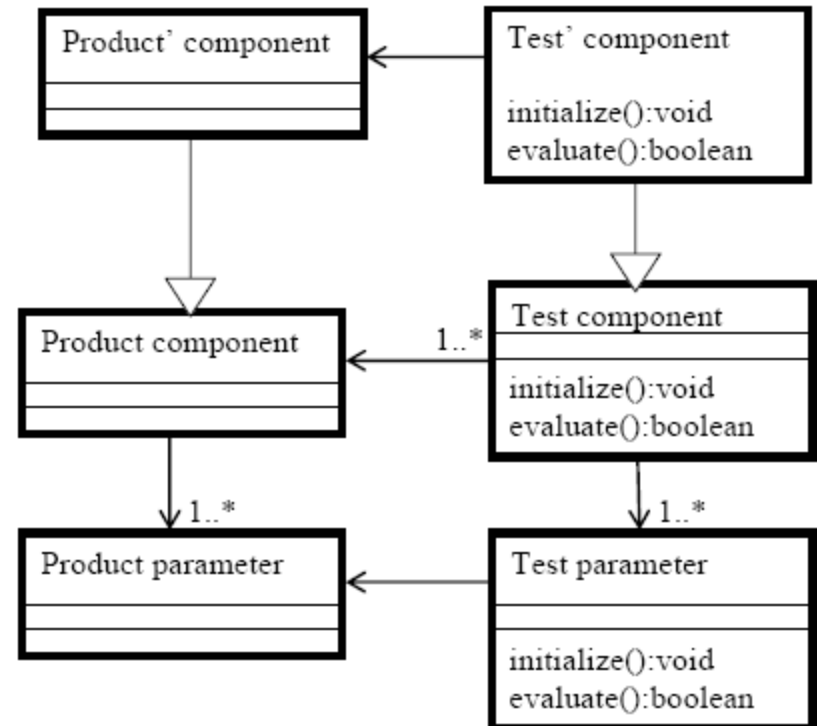 Product’ component
Test’ component
initialize():void
evaluate():boolean
Product component
1..*
Test component
initialize():void
evaluate():boolean
1..*
1..*
Product parameter
Test parameter
initialize():void
evaluate():boolean